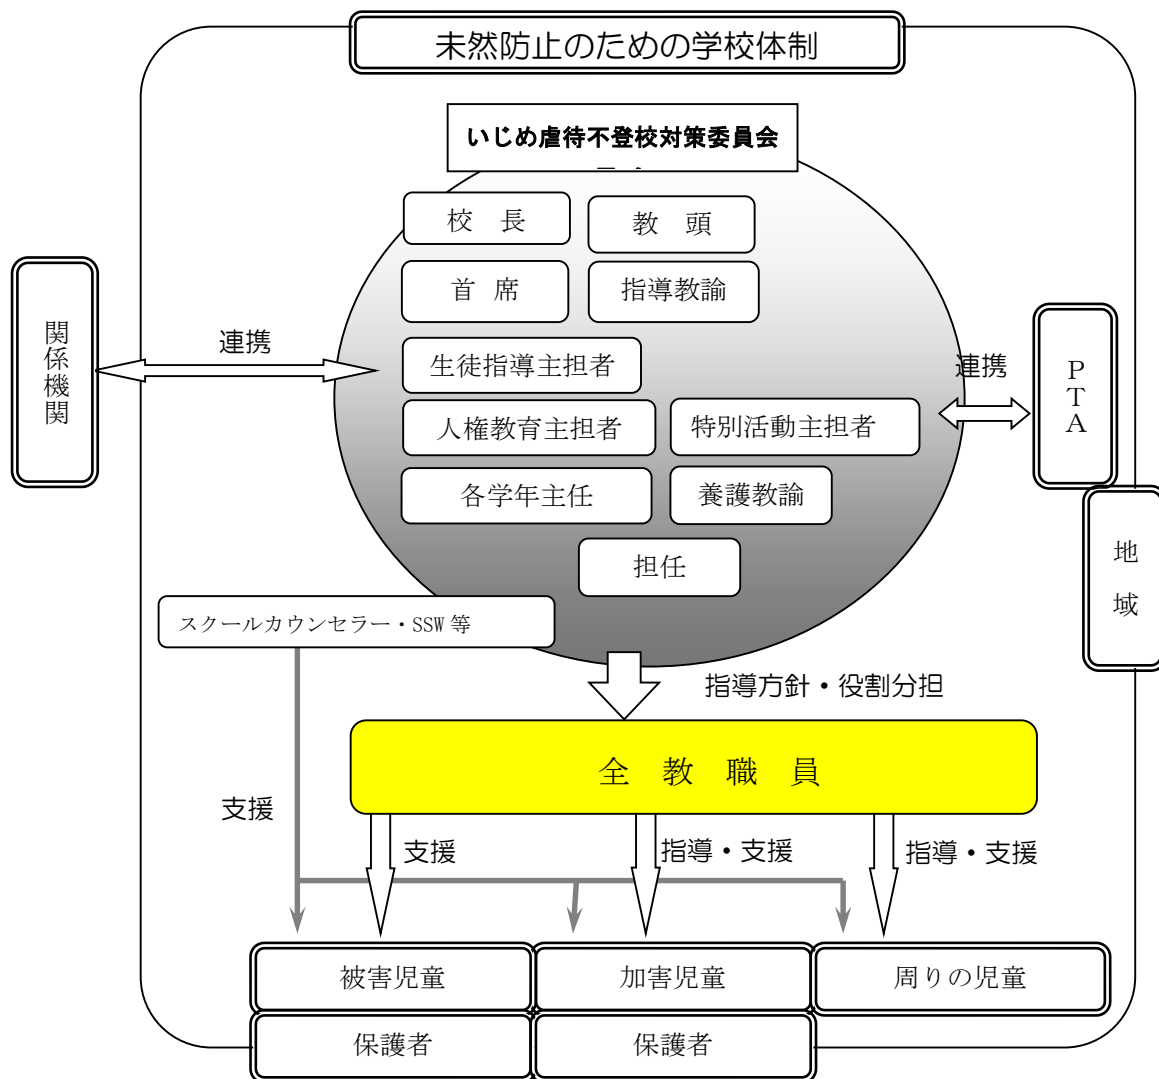 未然防止のための学校体制
いじめ虐待不登校対策委員会
校　長
教　頭
首 席
指導教諭
関係機関
連携
生徒指導主担者
連携
PTA
人権教育主担者
特別活動主担者
各学年主任
養護教諭
地域
担任
スクールカウンセラー・SSW 等
指導方針・役割分担
全 教 職 員
支援
支援
指導・支援
指導・支援
被害児童
加害児童
周りの児童
保護者
保護者